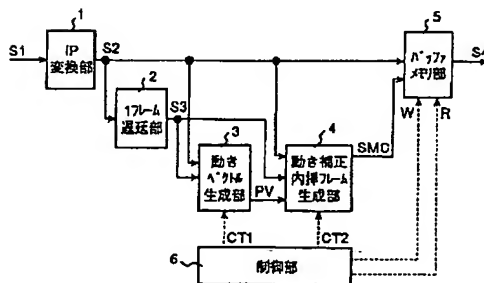 1
S1
IP
変換部
S2
2
1フレーム
遅延部
S3
3
動き
ベクトル
生成部
PV
4
動き補正
内挿フレーム
生成部
SMC
5
バッファ
メモリ部
S4
W
R
CT1
CT2
6
制御部